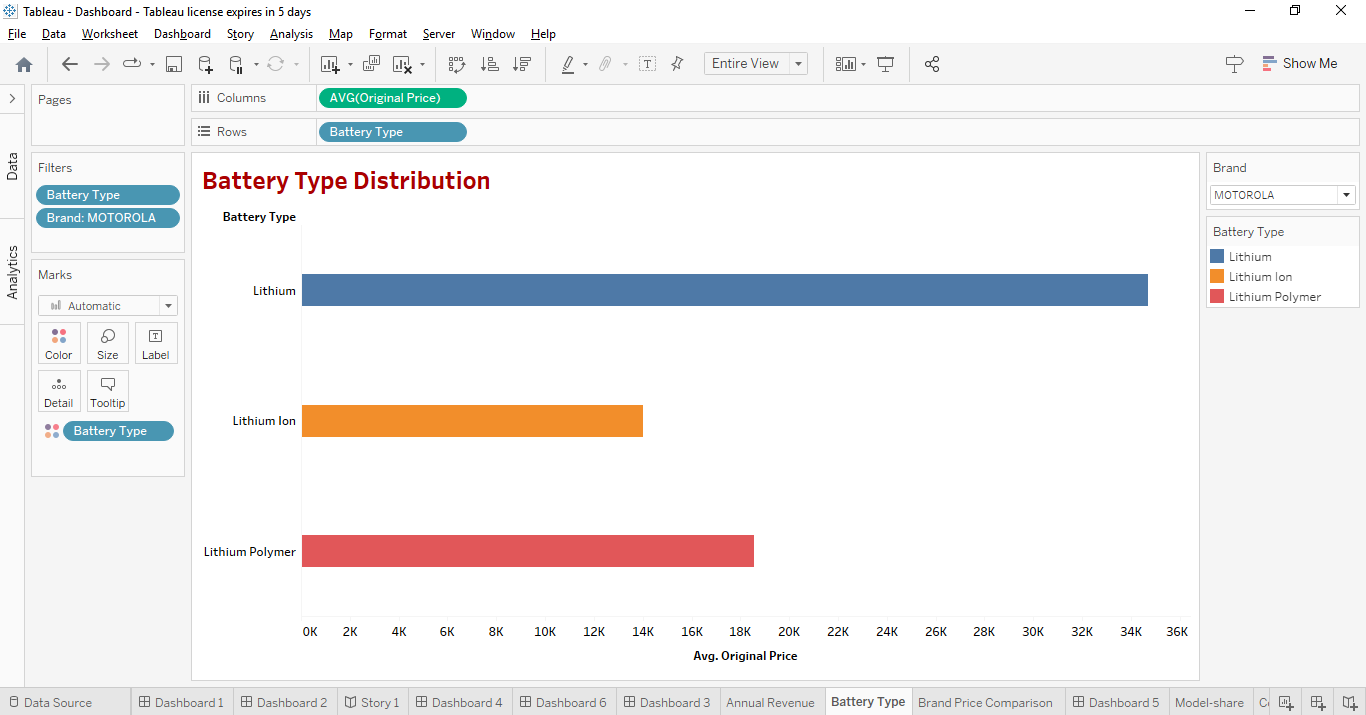 Tableau - Dashboard - Tableau license expires in 5 days
File Data Worksheet Dashboard Story Analysis Map Format Server Window Help
Entire View
Show Me
Pages
Columns
AVG(Original Price)
Rows
Battery Type
Data
Analytics
Filters
Battery Type
Brand: MOTOROLA
Marks
Automatic
Color Size Label
Detail Tooltip
Battery Type
Battery Type Distribution
Battery Type
Lithium
Lithium Ion
Lithium Polymer
0K 2K 4K 6K 8K 10K 12K 14K 16K 18K 20K 22K 24K 26K 28K 30K 32K 34K 36K
Avg. Original Price
Brand
MOTOROLA
Battery Type
Lithium
Lithium Ion
Lithium Polymer
Data Source Dashboard 1 Dashboard 2 Story 1 Dashboard 4 Dashboard 6 Dashboard 3 Annual Revenue Battery Type Brand Price Comparison Dashboard 5 Model-share